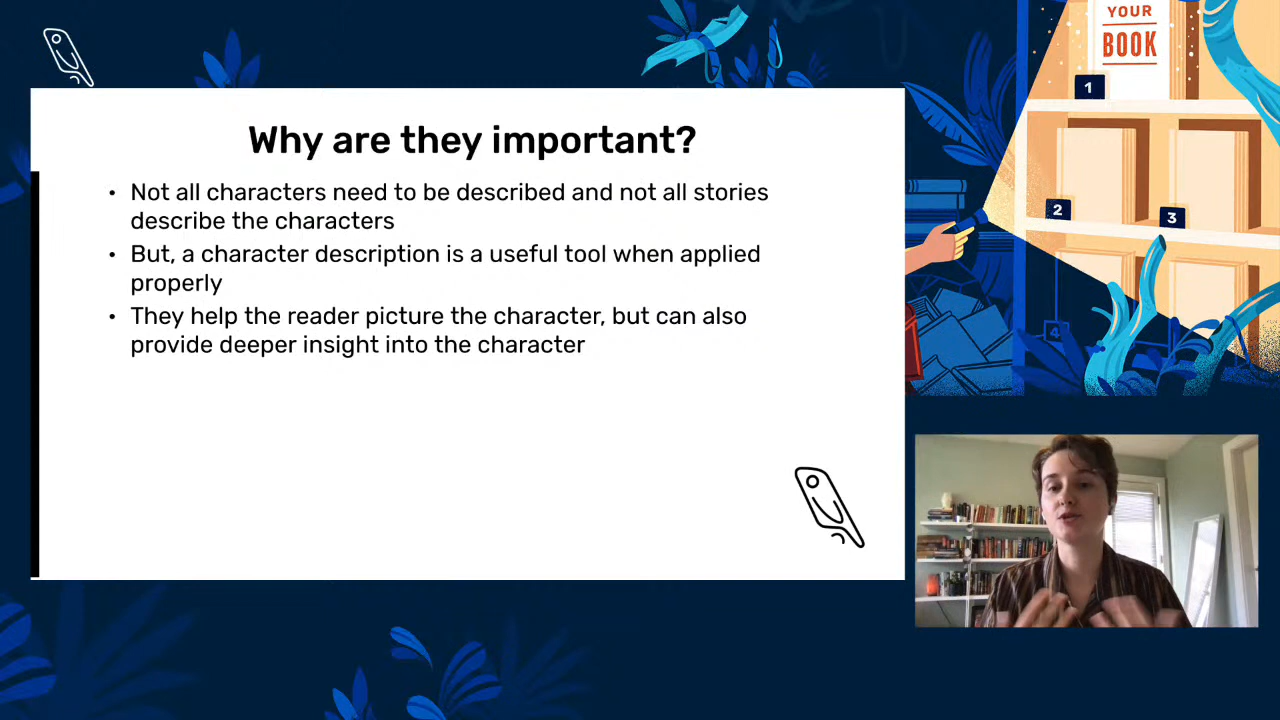 YOUR
BOOK
1
Why are they important?
• Not all characters need to be described and not all stories
describe the characters
• But, a character description is a useful tool when applied
properly
• They help the reader picture the character, but can also
provide deeper insight into the character
2
3
4